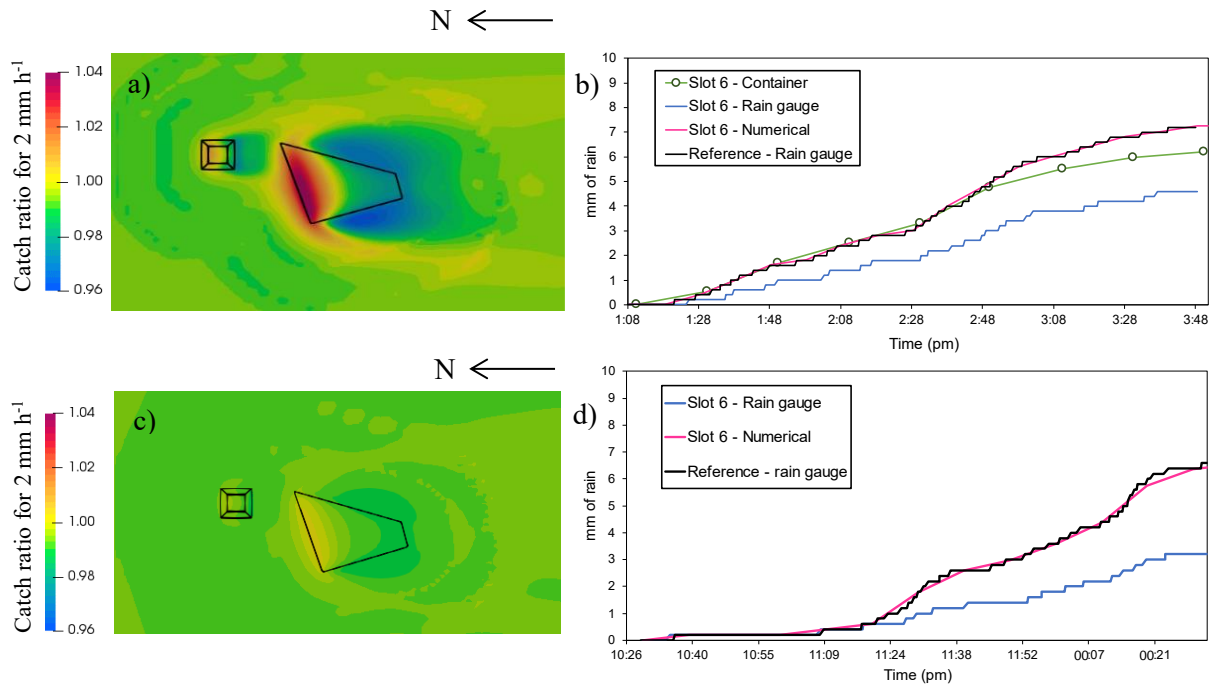 N
a)
Catch ratio for 2 mm h-1
1.04
1.02
1.00
0.98
0.96
b)
Slot 6 - Container
Slot 6 - Rain gauge
Slot 6 - Numerical
Reference - Rain gauge
mm of rain
10
9
8
7
6
5
4
3
2
1
0
1:08 1:28 1:48 2:08 2:28 2:48 3:08 3:28 3:48
Time (pm)
N
c)
Catch ratio for 2 mm h-1
1.04
1.02
1.00
0.98
0.96
d)
Slot 6 - Rain gauge
Slot 6 - Numerical
Reference - rain gauge
mm of rain
10
9
8
7
6
5
4
3
2
1
0
10:26 10:40 10:55 11:09 11:24 11:38 11:52 00:07 00:21
Time (pm)